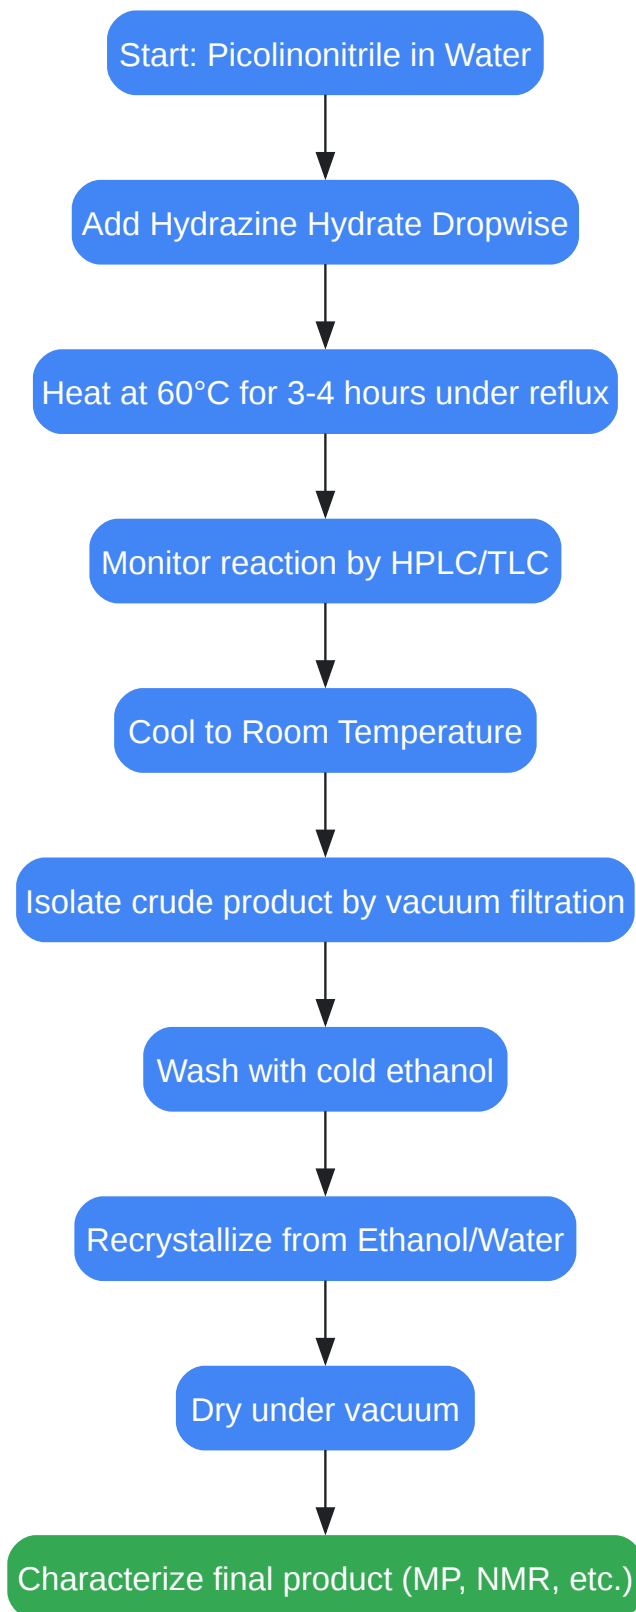 Start: Picolinonitrile in Water
Add Hydrazine Hydrate Dropwise
Heat at 60°C for 3-4 hours under reflux
Monitor reaction by HPLC/TLC
Cool to Room Temperature
Isolate crude product by vacuum filtration
Wash with cold ethanol
Recrystallize from Ethanol/Water
Dry under vacuum
Characterize final product (MP, NMR, etc.)